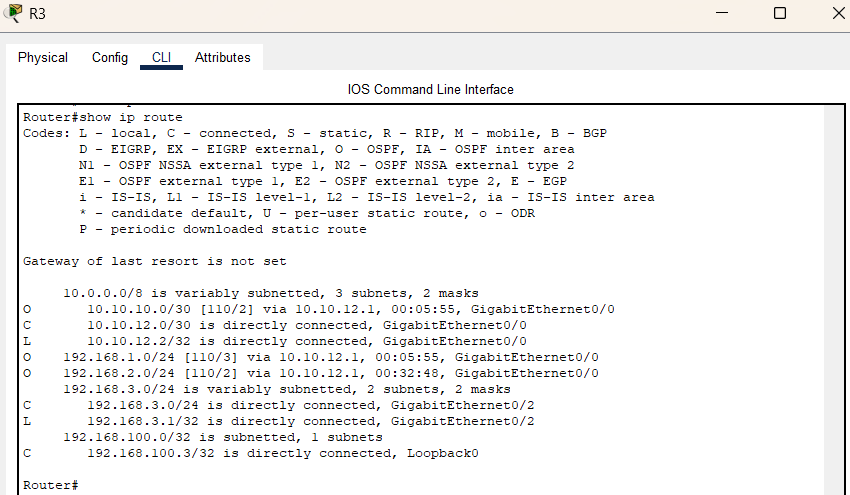 R3
Physical Config CLI Attributes
IOS Command Line Interface
Router#show ip route
Codes: L - local, C - connected, S - static, R - RIP, M - mobile, B - BGP
       D - EIGRP, EX - EIGRP external, O - OSPF, IA - OSPF inter area
       N1 - OSPF NSSA external type 1, N2 - OSPF NSSA external type 2
       E1 - OSPF external type 1, E2 - OSPF external type 2, E - EGP
       i - IS-IS, L1 - IS-IS level-1, L2 - IS-IS level-2, ia - IS-IS inter area
       * - candidate default, U - per-user static route, o - ODR
       P - periodic downloaded static route
Gateway of last resort is not set
     10.0.0.0/8 is variably subnetted, 3 subnets, 2 masks
O       10.10.10.0/30 [110/2] via 10.10.12.1, 00:05:55, GigabitEthernet0/0
C       10.10.12.0/30 is directly connected, GigabitEthernet0/0
L       10.10.12.2/32 is directly connected, GigabitEthernet0/0
O    192.168.1.0/24 [110/3] via 10.10.12.1, 00:05:55, GigabitEthernet0/0
O    192.168.2.0/24 [110/2] via 10.10.12.1, 00:32:48, GigabitEthernet0/0
     192.168.3.0/24 is variably subnetted, 2 subnets, 2 masks
C       192.168.3.0/24 is directly connected, GigabitEthernet0/2
L       192.168.3.1/32 is directly connected, GigabitEthernet0/2
     192.168.100.0/32 is subnetted, 1 subnets
C       192.168.100.3/32 is directly connected, Loopback0
Router#